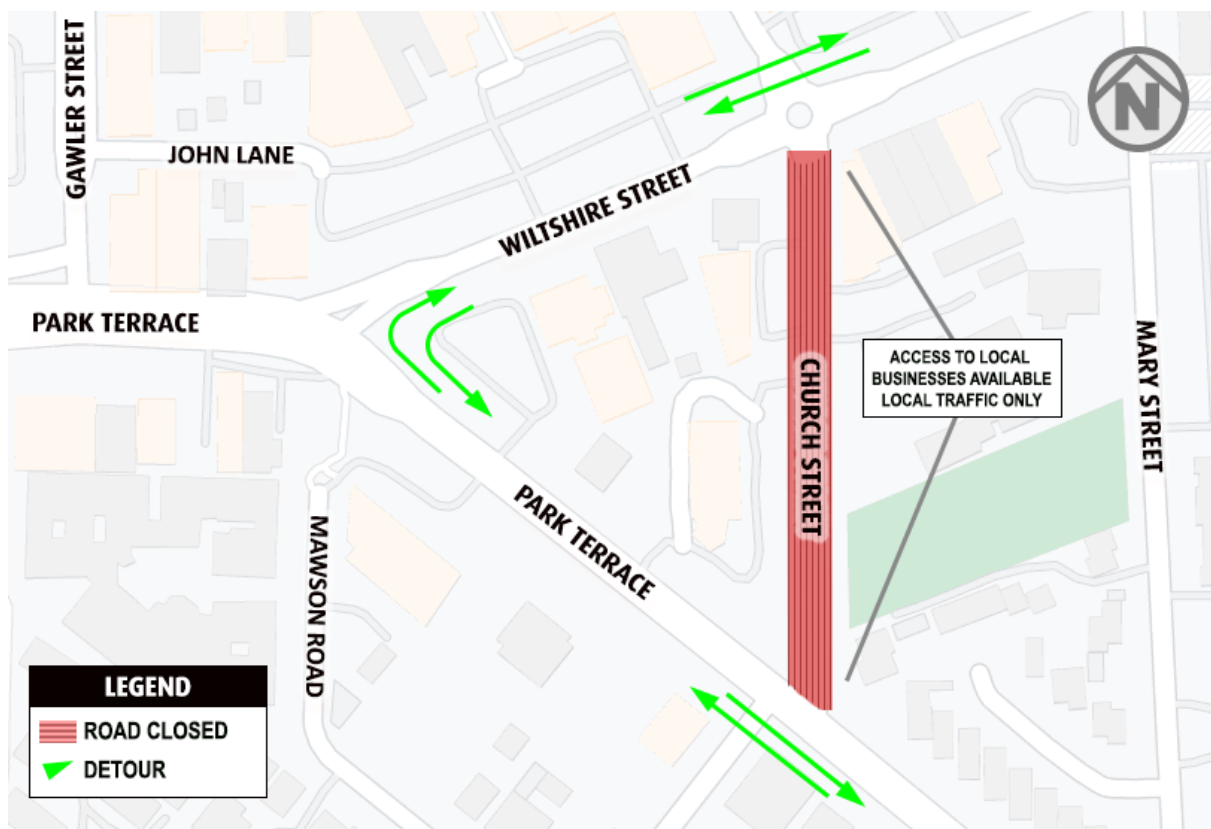 GAWLER STREET
JOHN LANE
N
WILTSHIRE STREET
PARK TERRACE
ACCESS TO LOCAL
BUSINESSES AVAILABLE
LOCAL TRAFFIC ONLY
MARY STREET
CHURCH STREET
PARK TERRACE
MAWSON ROAD
LEGEND
ROAD CLOSED
DETOUR